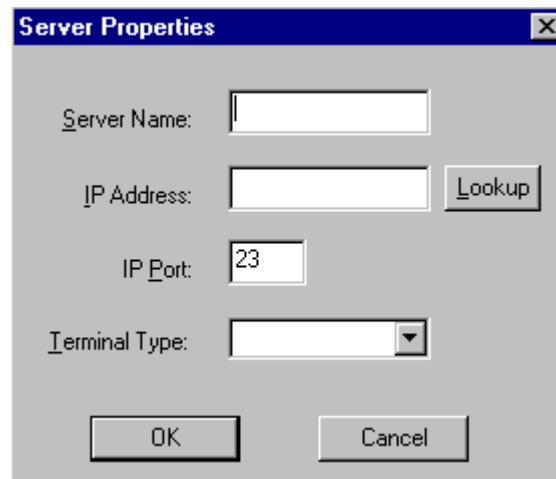 Server Properties
Server Name:
IP Address:
Lookup
IP Port:
23
Terminal Type:
OK
Cancel